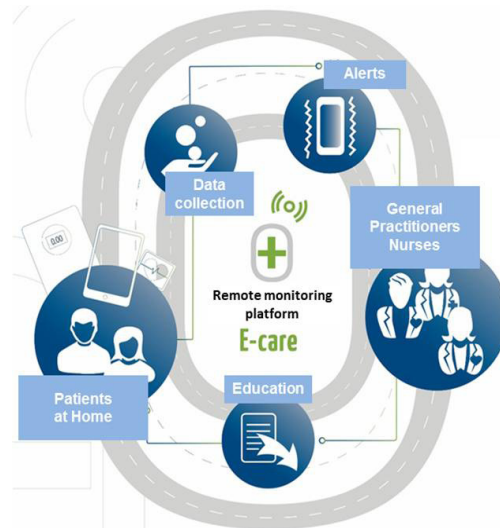 Alerts
Data
collection
General
Practitioners
Nurses
0.00
Remote monitoring
platform
E-care
Education
Patients
at Home